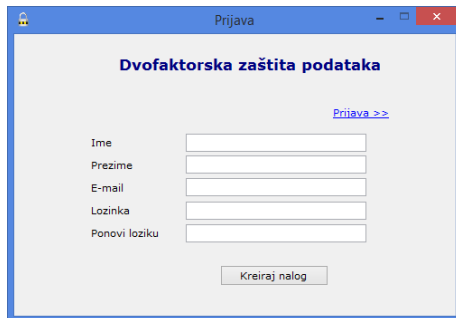 Prijava
Dvofaktorska zaštita podataka
Prijava >>
Ime
Prezime
E-mail
Lozinka
Ponovi loziku
Kreiraj nalog